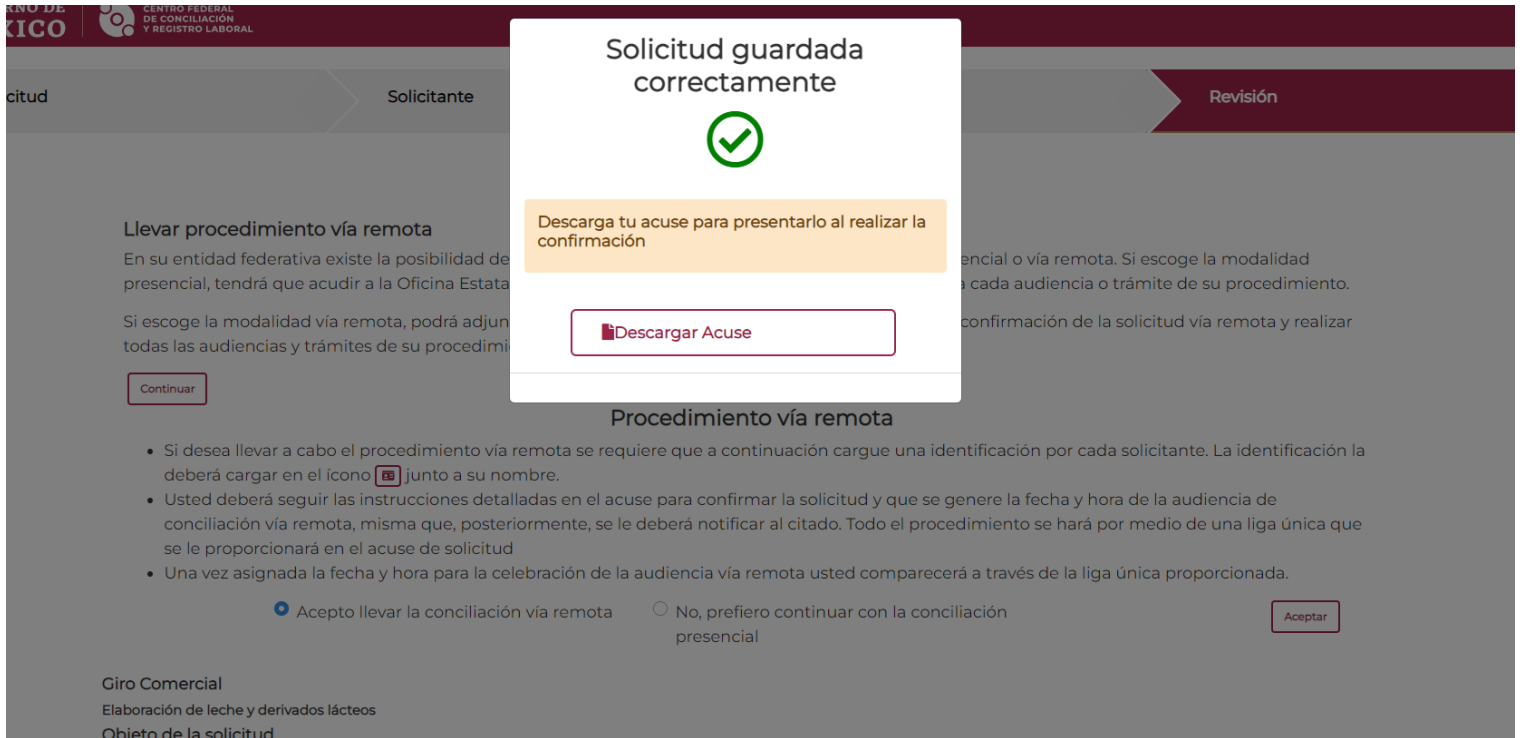 CENTRO FEDERAL
DE CONCILIACIÓN
Y REGISTRO LABORAL
Solicitante
Revisión
Solicitud guardada
correctamente
Descarga tu acuse para presentarlo al realizar la
confirmación
Descargar Acuse
Llevar procedimiento vía remota
En su entidad federativa existe la posibilidad de
encial o vía remota. Si escoge la modalidad
presencial, tendrá que acudir a la Oficina Estata
a cada audiencia o trámite de su procedimiento.
Si escoge la modalidad vía remota, podrá adjun
confirmación de la solicitud vía remota y realizar
todas las audiencias y trámites de su procedimi
Continuar
Procedimiento vía remota
Si desea llevar a cabo el procedimiento vía remota se requiere que a continuación cargue una identificación por cada solicitante. La identificación la
deberá cargar en el ícono junto a su nombre.
Usted deberá seguir las instrucciones detalladas en el acuse para confirmar la solicitud y que se genere la fecha y hora de la audiencia de
conciliación vía remota, misma que, posteriormente, se le deberá notificar al citado. Todo el procedimiento se hará por medio de una liga única que
se le proporcionará en el acuse de solicitud
Una vez asignada la fecha y hora para la celebración de la audiencia vía remota usted comparecerá a través de la liga única proporcionada.
Acepto llevar la conciliación vía remota
No, prefiero continuar con la conciliación
presencial
Aceptar
Giro Comercial
Elaboración de leche y derivados lácteos
Objeto de la solicitud